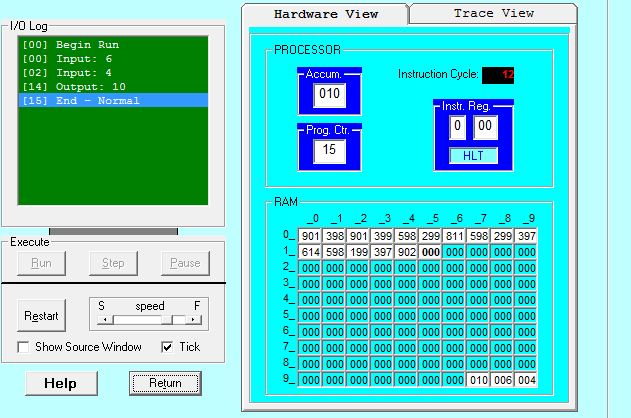 Hardware View
Trace View
I/O Log
[00] Begin Run
[00] Input: 6
[02] Input: 4
[14] Output: 10
[15] End - Normal
Execute
Run Step Pause
Restart
S speed F
Show Source Window Tick
Help Return
PROCESSOR
Accum.
010
Instruction Cycle: 12
Prog. Ctr.
15
Instr. Reg.
0 00
HLT
RAM
_0 _1 _2 _3 _4 _5 _6 _7 _8 _9
0_ 901 398 901 399 598 299 811 598 299 397
1_ 614 598 199 397 902 000 000 000 000 000
2_ 000 000 000 000 000 000 000 000 000 000
3_ 000 000 000 000 000 000 000 000 000 000
4_ 000 000 000 000 000 000 000 000 000 000
5_ 000 000 000 000 000 000 000 000 000 000
6_ 000 000 000 000 000 000 000 000 000 000
7_ 000 000 000 000 000 000 000 000 000 000
8_ 000 000 000 000 000 000 000 000 000 000
9_ 000 000 000 000 000 000 000 010 006 004